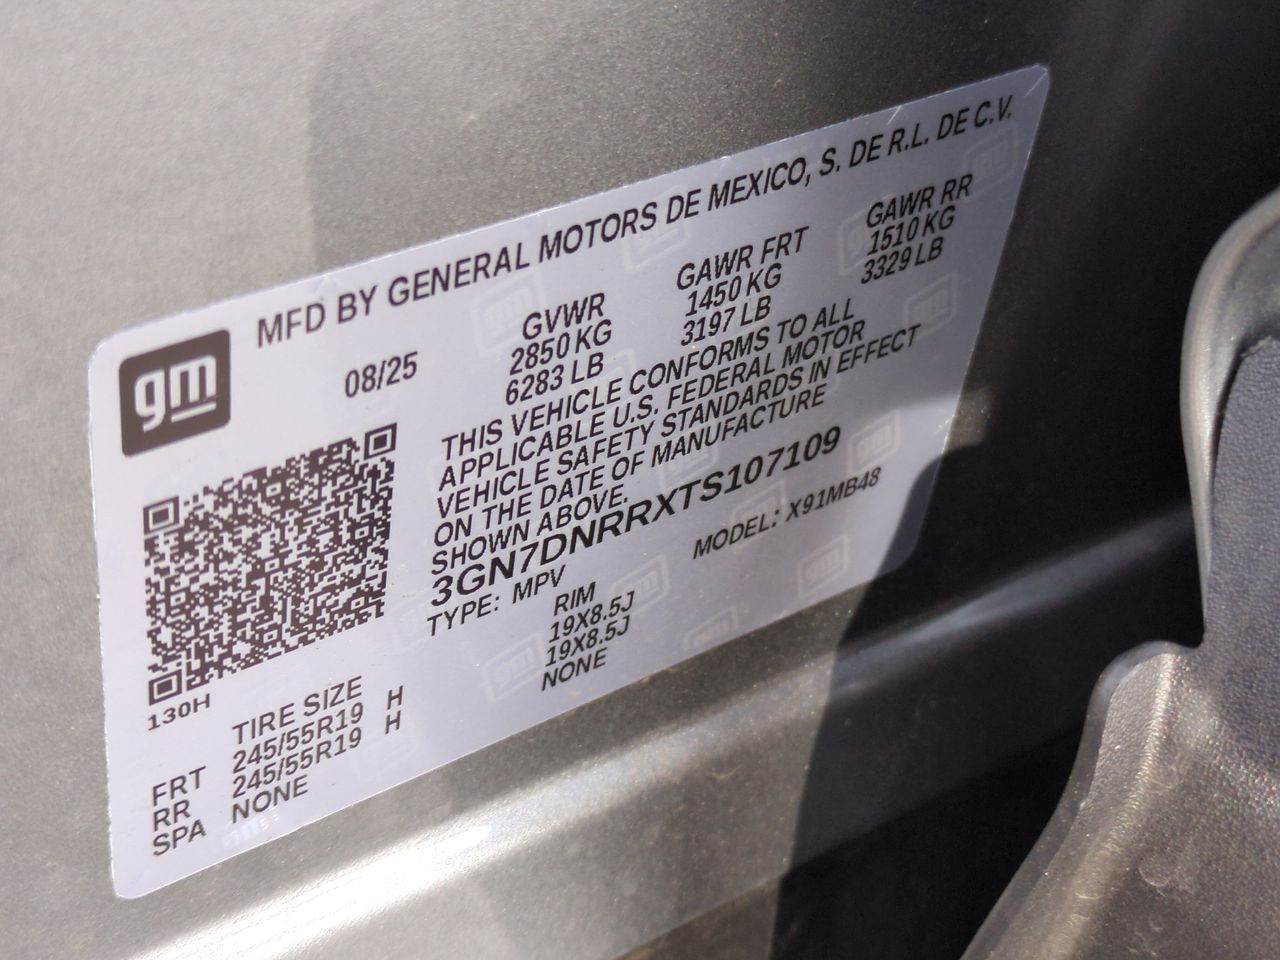 gm
MFD BY GENERAL MOTORS DE MEXICO, S. DE R.L. DE C.V.
08/25
GVWR
2850 KG
6283 LB
GAWR FRT
1450 KG
3197 LB
GAWR RR
1510 KG
3329 LB
THIS VEHICLE CONFORMS TO ALL
APPLICABLE U.S. FEDERAL MOTOR
VEHICLE SAFETY STANDARDS IN EFFECT
ON THE DATE OF MANUFACTURE
SHOWN ABOVE.
3GN7DNRRXTS107109
TYPE: MPV
MODEL: X91MB48
130H
TIRE SIZE RIM
FRT 245/55R19 H 19X8.5J
RR 245/55R19 H 19X8.5J
SPA NONE NONE